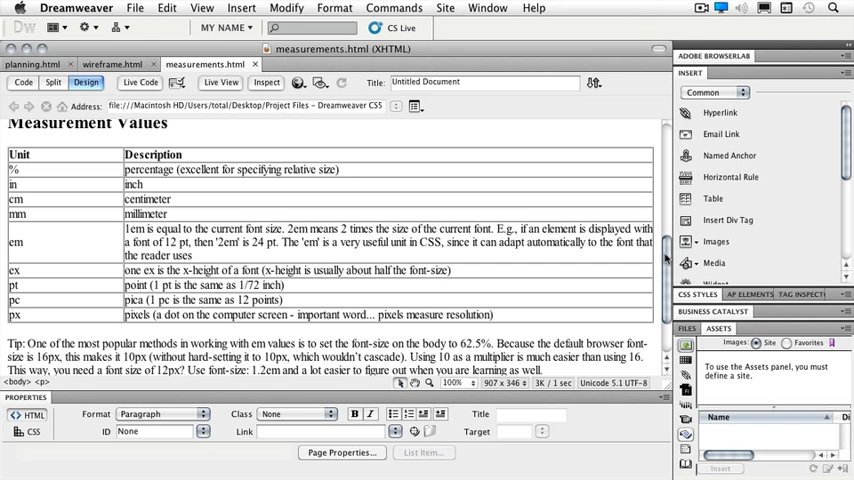 Dreamweaver File Edit View Insert Modify Format Commands Site
Dw MY NAME CS Live
measurements.html (XHTML)
planning.html wireframe.html measurements.html
Code Split Design Live Code Live View Inspect Title: Untitled Document
Address: file:///Macintosh HD/Users/total/Desktop/Project Files - Dreamweaver CS5
Measurement Values
Unit Description
% percentage (excellent for specifying relative size)
in inch
cm centimeter
mm millimeter
em 1em is equal to the current font size. 2em means 2 times the size of the current font. E.g., if an element is displayed with
a font of 12 pt, then '2em' is 24 pt. The 'em' is a very useful unit in CSS, since it can adapt automatically to the font that
the reader uses
ex one ex is the x-height of a font (x-height is usually about half the font-size)
pt point (1 pt is the same as 1/72 inch)
pc pica (1 pc is the same as 12 points)
px pixels (a dot on the computer screen - important word... pixels measure resolution)
Tip: One of the most popular methods in working with em values is to set the font-size on the body to 62.5%. Because the default browser font-
size is 16px, this makes it 10px (without hard-setting it to 10px, which wouldn't cascade). Using 10 as a multiplier is much easier than using 16.
This way, you need a font size of 12px? Use font-size: 1.2em and a lot easier to figure out when you are learning as well.
<body> <p> 100% 907 x 346 3K / 1 sec Unicode 5.1 UTF-8
PROPERTIES
HTML Format Paragraph Class None B I Title
CSS ID None Link Target
Page Properties... List Item...
ADOBE BROWSERLAB
INSERT
Common
Hyperlink
Email Link
Named Anchor
Horizontal Rule
Table
Insert Div Tag
Images
Media
Widget
CSS STYLES AP ELEMENTS TAG INSPECT
BUSINESS CATALYST
FILES ASSETS
Images: Site Favorites
To use the Assets panel, you must
define a site.
Name Di
Insert